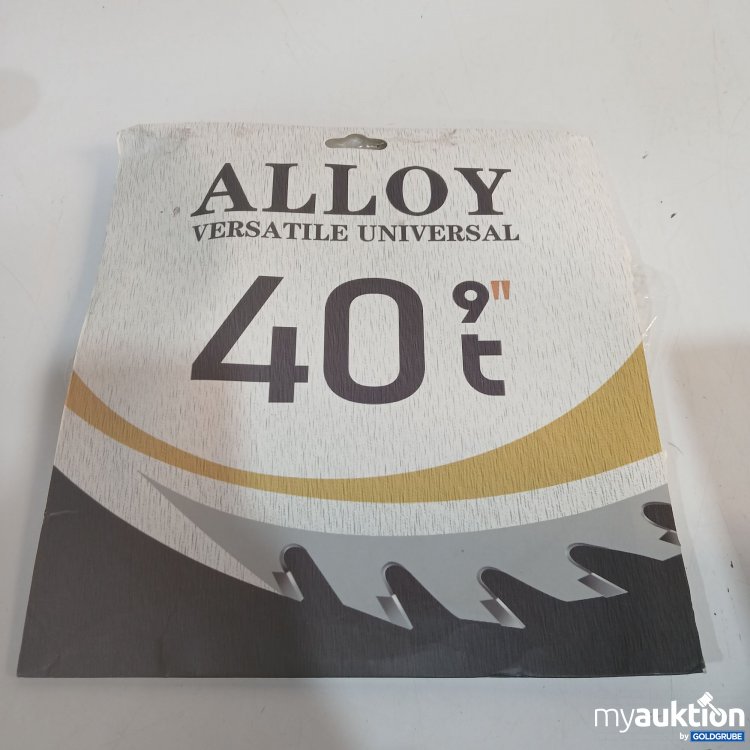 ALLOY
VERSATILE UNIVERSAL
40 9"
t
myauktion
by GOLDGRUBE